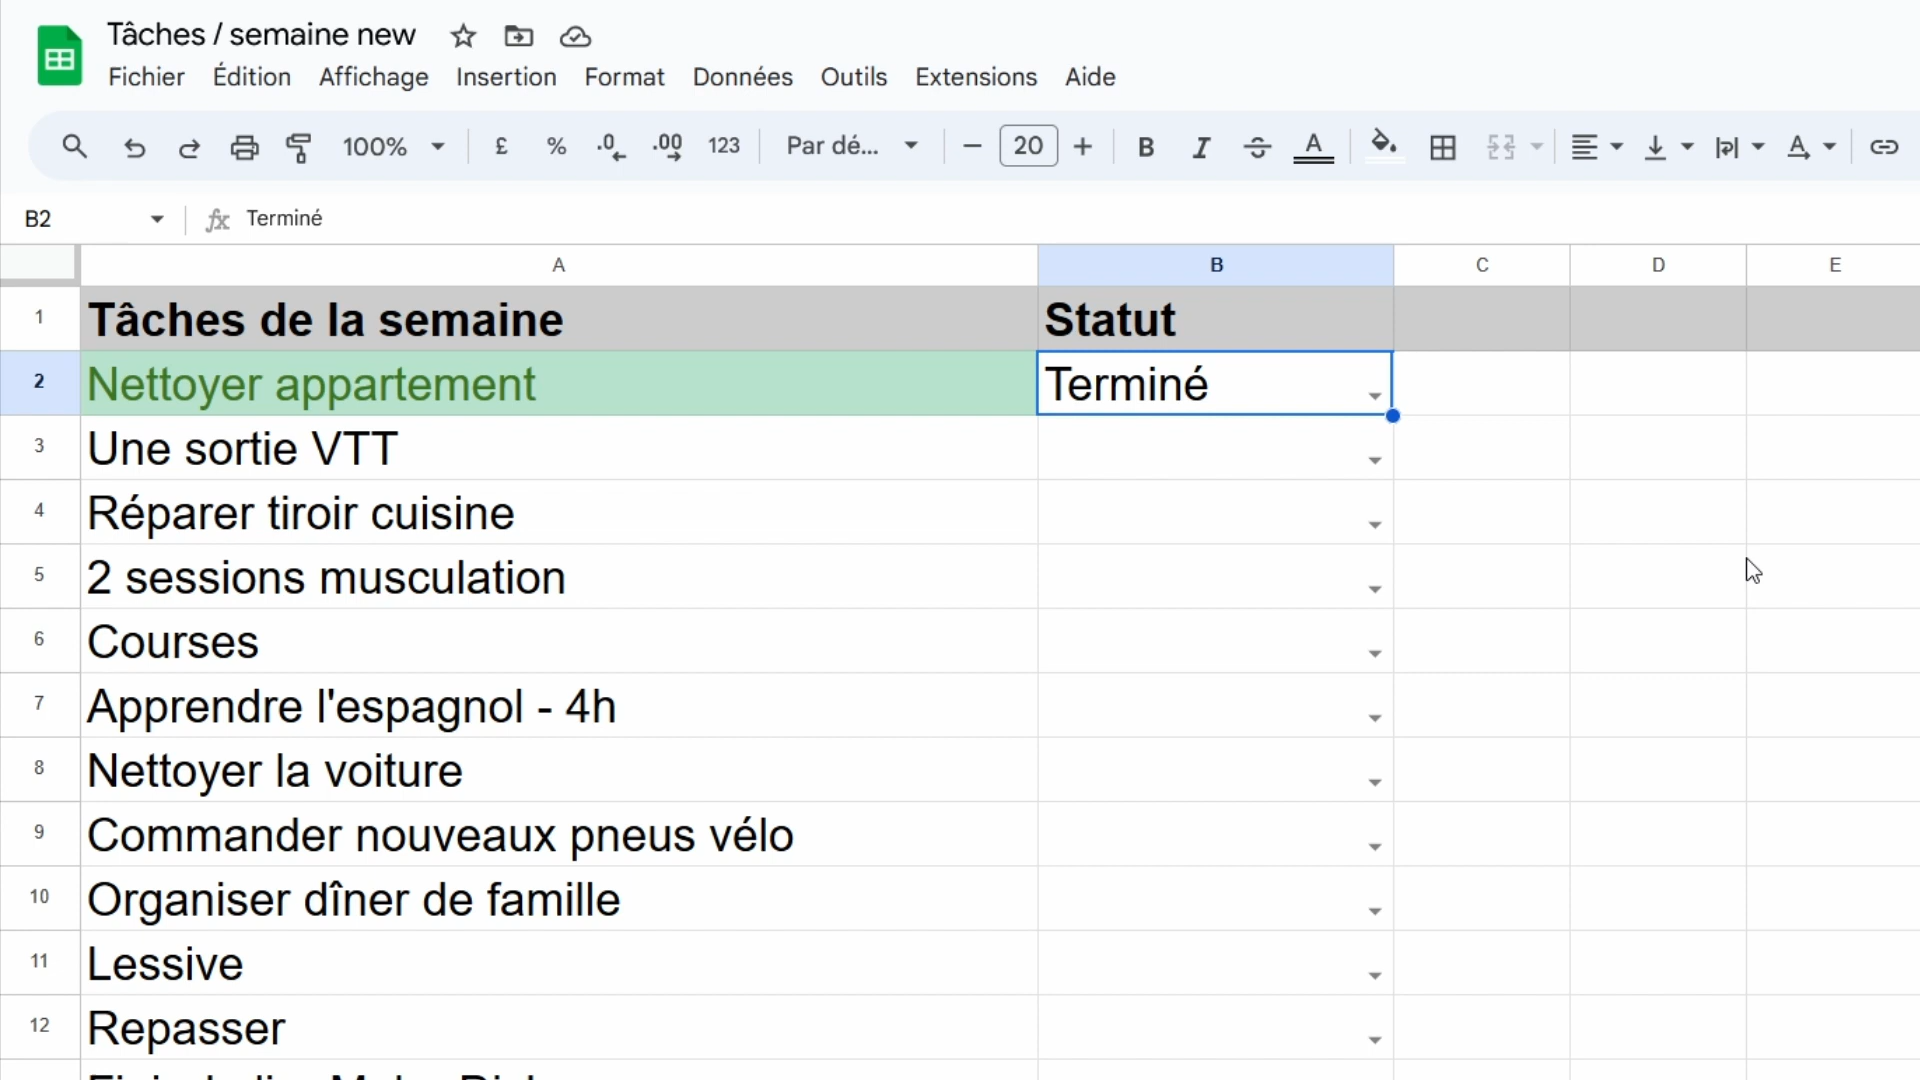 Tâches / semaine new
Fichier Édition Affichage Insertion Format Données Outils Extensions Aide
100% £ % .0 .00 123 Par dé... − 20 + B I S A A
B2 fx Terminé
A B C D E
1 Tâches de la semaine Statut
2 Nettoyer appartement Terminé
3 Une sortie VTT
4 Réparer tiroir cuisine
5 2 sessions musculation
6 Courses
7 Apprendre l'espagnol - 4h
8 Nettoyer la voiture
9 Commander nouveaux pneus vélo
10 Organiser dîner de famille
11 Lessive
12 Repasser